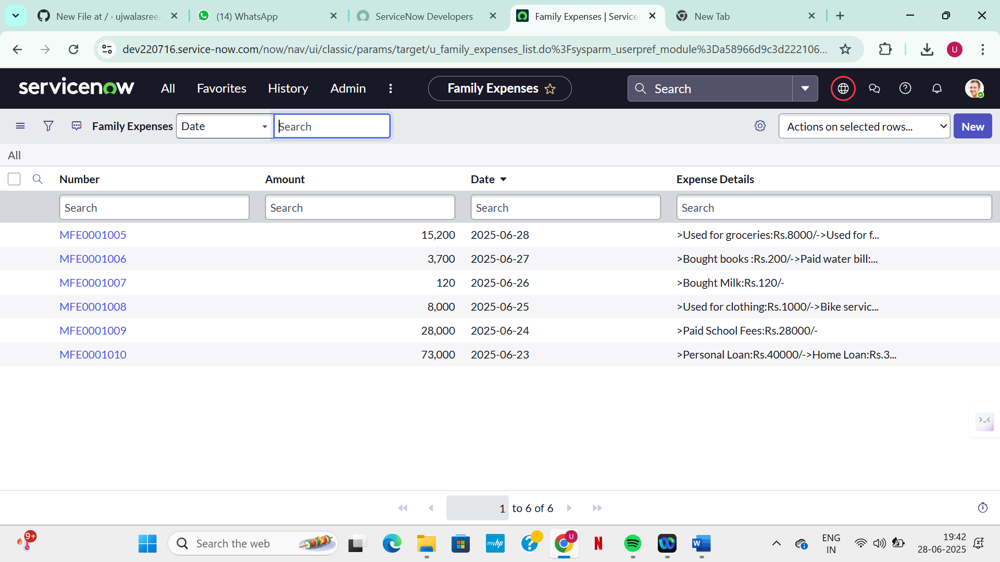 New File at / · ujwalasree/
(14) WhatsApp
ServiceNow Developers
Family Expenses | Service
New Tab
dev220716.service-now.com/now/nav/ui/classic/params/target/u_family_expenses_list.do%3Fsysparm_userpref_module%3Da58966d9c3d222106...
U
servicenow
All
Favorites
History
Admin
Family Expenses
Search
Family Expenses
Date
Search
Actions on selected rows...
New
All
Number Amount Date Expense Details
Search Search Search Search
MFE0001005 15,200 2025-06-28 >Used for groceries:Rs.8000/->Used for f...
MFE0001006 3,700 2025-06-27 >Bought books :Rs.200/->Paid water bill:...
MFE0001007 120 2025-06-26 >Bought Milk:Rs.120/-
MFE0001008 8,000 2025-06-25 >Used for clothing:Rs.1000/->Bike servic...
MFE0001009 28,000 2025-06-24 >Paid School Fees:Rs.28000/-
MFE0001010 73,000 2025-06-23 >Personal Loan:Rs.40000/->Home Loan:Rs.3...
1 to 6 of 6
9+
Search the web
myhp
U
N
W
ENG
IN
19:42
28-06-2025